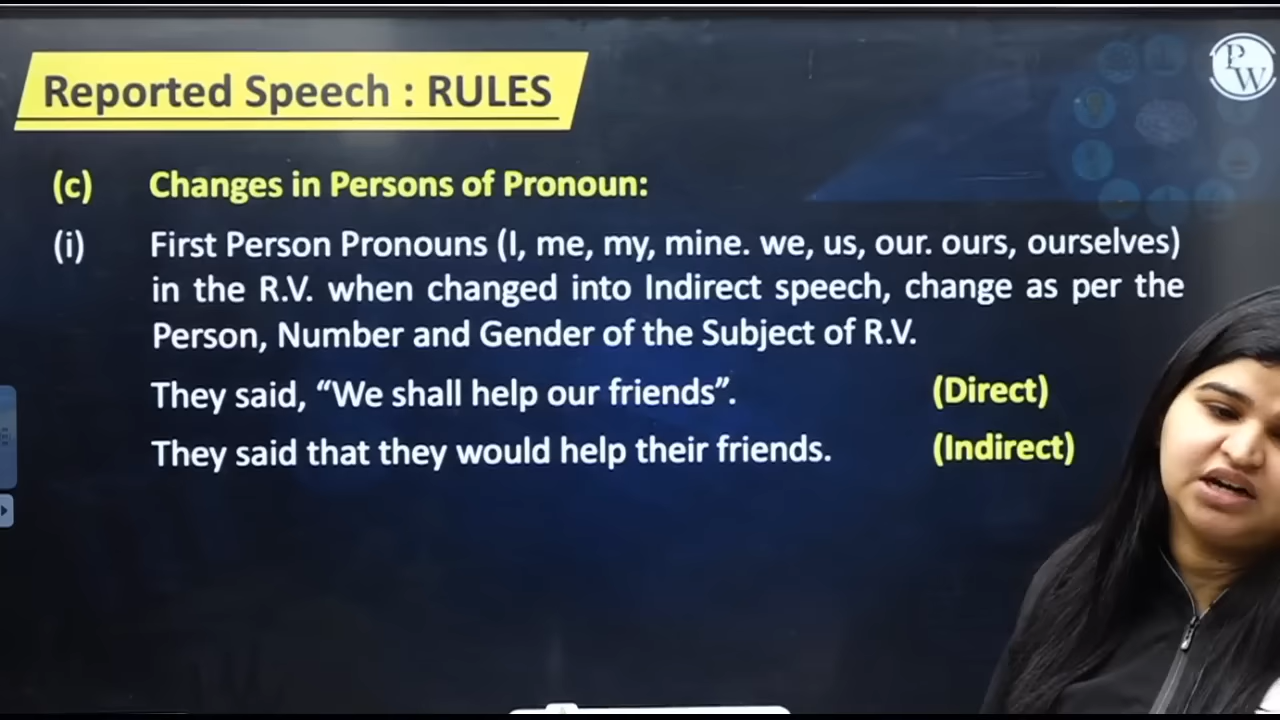 Reported Speech : RULES
PW
(c) Changes in Persons of Pronoun:
(i) First Person Pronouns (I, me, my, mine. we, us, our. ours, ourselves)
in the R.V. when changed into Indirect speech, change as per the
Person, Number and Gender of the Subject of R.V.
They said, “We shall help our friends”. (Direct)
They said that they would help their friends. (Indirect)